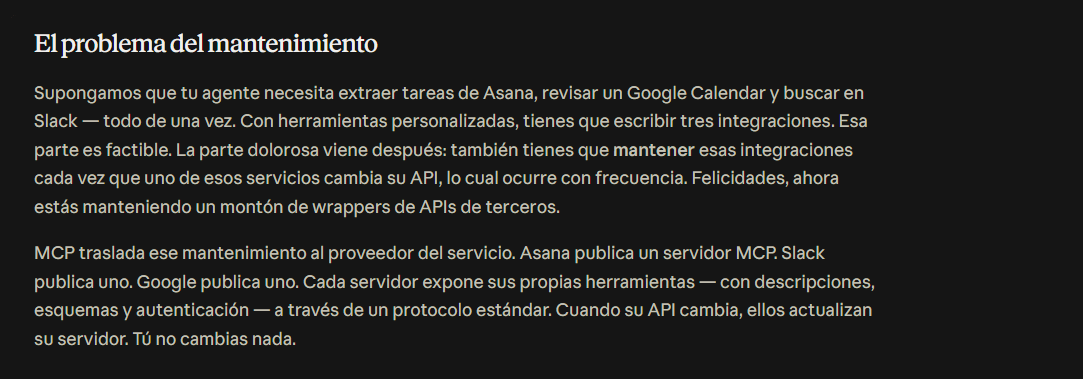 El problema del mantenimiento
Supongamos que tu agente necesita extraer tareas de Asana, revisar un Google Calendar y buscar en
Slack — todo de una vez. Con herramientas personalizadas, tienes que escribir tres integraciones. Esa
parte es factible. La parte dolorosa viene después: también tienes que mantener esas integraciones
cada vez que uno de esos servicios cambia su API, lo cual ocurre con frecuencia. Felicidades, ahora
estás manteniendo un montón de wrappers de APIs de terceros.
MCP traslada ese mantenimiento al proveedor del servicio. Asana publica un servidor MCP. Slack
publica uno. Google publica uno. Cada servidor expone sus propias herramientas — con descripciones,
esquemas y autenticación — a través de un protocolo estándar. Cuando su API cambia, ellos actualizan
su servidor. Tú no cambias nada.